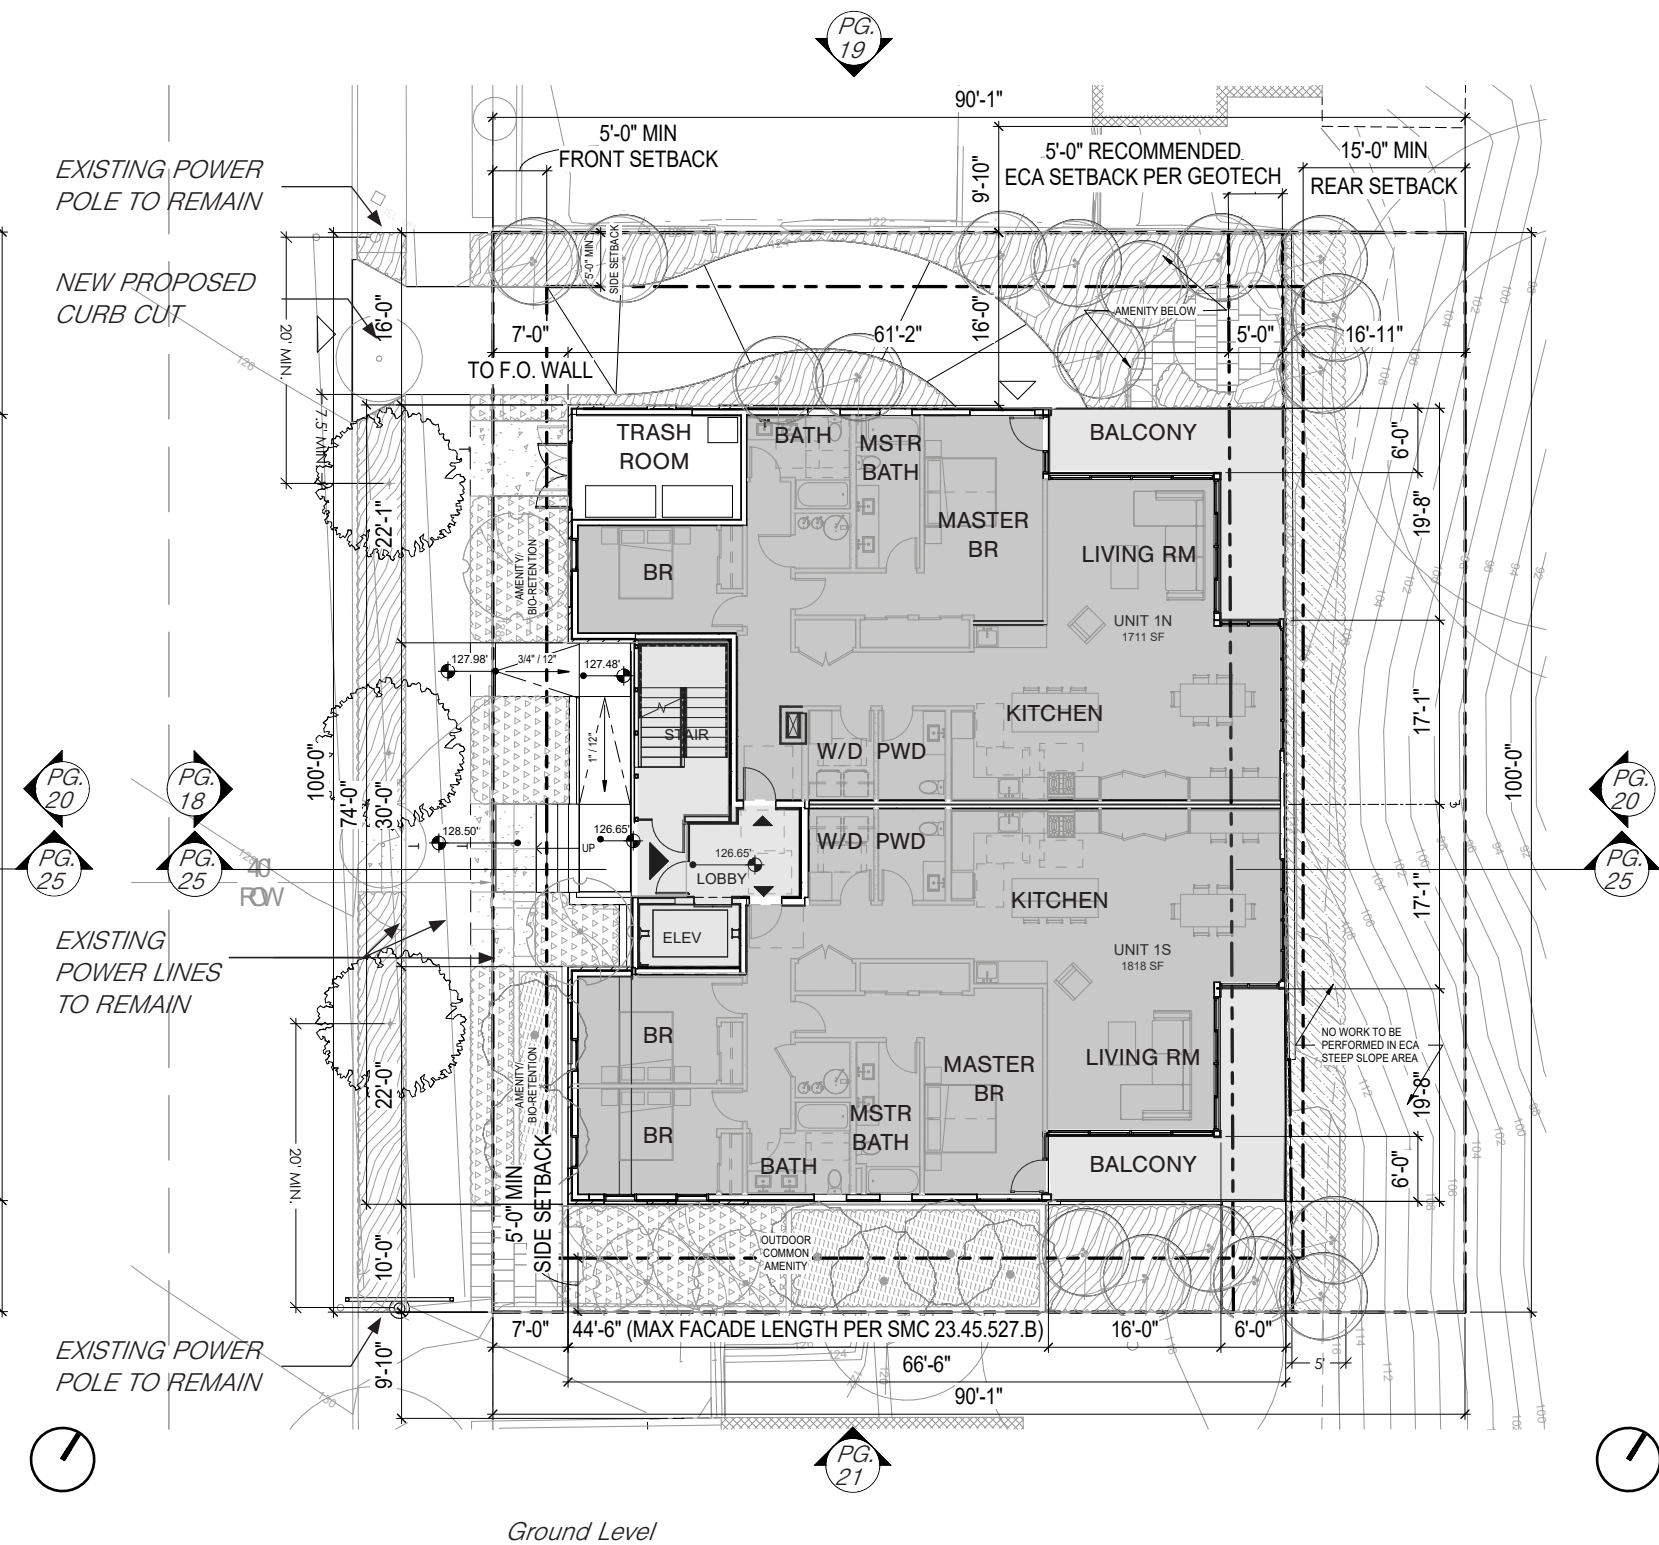 PG.
19
90'-1"
5'-0" MIN
FRONT SETBACK
9'-10"
5'-0" RECOMMENDED
ECA SETBACK PER GEOTECH
15'-0" MIN
REAR SETBACK
EXISTING POWER
POLE TO REMAIN
NEW PROPOSED
CURB CUT
5'-0" MIN
SIDE SETBACK
122
16'-0"
20' MIN.
7'-0"
TO F.O. WALL
61'-2"
16'-0"
AMENITY BELOW
5'-0"
16'-11"
7.5' MIN.
126
TRASH
ROOM
BATH
MSTR
BATH
BALCONY
6'-0"
MASTER
BR
LIVING RM
19'-8"
22'-1"
BR
AMENITY/
BIO-RETENTION
UNIT 1N
1711 SF
127.98'
3/4" / 12"
127.48'
STAIR
1" / 12"
KITCHEN
W/D
PWD
17'-1"
100'-0"
74'-0"
30'-0"
100'-0"
PG.
20
PG.
18
PG.
20
PG.
25
PG.
25
PG.
25
40
ROW
128.50'
126.65'
UP
126.65'
LOBBY
W/D
PWD
KITCHEN
17'-1"
EXISTING
POWER LINES
TO REMAIN
ELEV
UNIT 1S
1818 SF
BR
MASTER
BR
LIVING RM
NO WORK TO BE
PERFORMED IN ECA
STEEP SLOPE AREA
19'-8"
22'-0"
AMENITY/
BIO-RETENTION
BR
MSTR
BATH
BATH
BALCONY
6'-0"
20' MIN.
5'-0" MIN
SIDE SETBACK
OUTDOOR
COMMON
AMENITY
10'-0"
7'-0"
44'-6" (MAX FACADE LENGTH PER SMC 23.45.527.B)
16'-0"
6'-0"
5'
66'-6"
90'-1"
EXISTING POWER
POLE TO REMAIN
9'-10"
130
PG.
21
Ground Level